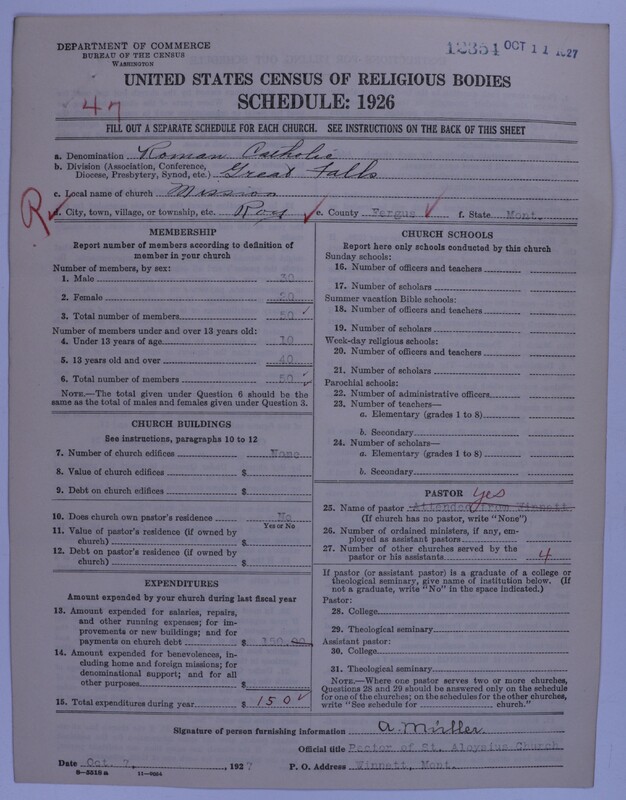 DEPARTMENT OF COMMERCE
BUREAU OF THE CENSUS
WASHINGTON
12354 OCT 11 1927
UNITED STATES CENSUS OF RELIGIOUS BODIES
SCHEDULE: 1926
47
FILL OUT A SEPARATE SCHEDULE FOR EACH CHURCH. SEE INSTRUCTIONS ON THE BACK OF THIS SHEET
a. Denomination Roman Catholic
b. Division (Association, Conference, Diocese, Presbytery, Synod, etc.) Great Falls
c. Local name of church Mission
R
d. City, town, village, or township, etc. Roy e. County Fergus f. State Mont.
MEMBERSHIP
Report number of members according to definition of
member in your church
Number of members, by sex:
1. Male 30
2. Female 20
3. Total number of members 50
Number of members under and over 13 years old:
4. Under 13 years of age 10
5. 13 years old and over 40
6. Total number of members 50
NOTE.—The total given under Question 6 should be
same as the total of males and females given under Question 3.
CHURCH BUILDINGS
See instructions, paragraphs 10 to 12
7. Number of church edifices None
8. Value of church edifices $
9. Debt on church edifices $
10. Does church own pastor's residence No
Yes or No
11. Value of pastor's residence (if owned by
church) $
12. Debt on pastor's residence (if owned by
church) $
EXPENDITURES
Amount expended by your church during last fiscal year
13. Amount expended for salaries, repairs,
and other running expenses; for im-
provements or new buildings; and for
payments on church debt $ 150.00
14. Amount expended for benevolences, in-
cluding home and foreign missions; for
denominational support; and for all
other purposes $
15. Total expenditures during year $ 150
CHURCH SCHOOLS
Report here only schools conducted by this church
Sunday schools:
16. Number of officers and teachers
17. Number of scholars
Summer vacation Bible schools:
18. Number of officers and teachers
19. Number of scholars
Week-day religious schools:
20. Number of officers and teachers
21. Number of scholars
Parochial schools:
22. Number of administrative officers
23. Number of teachers—
a. Elementary (grades 1 to 8)
b. Secondary
24. Number of scholars—
a. Elementary (grades 1 to 8)
b. Secondary
PASTOR yes
25. Name of pastor Attended from Winnett
(If church has no pastor, write "None")
26. Number of ordained ministers, if any, em-
ployed as assistant pastors
27. Number of other churches served by the
pastor or his assistants 4
If pastor (or assistant pastor) is a graduate of a college or
theological seminary, give name of institution below. (If
not a graduate, write "No" in the space indicated.)
Pastor:
28. College
29. Theological seminary
Assistant pastor:
30. College
31. Theological seminary
NOTE.—Where one pastor serves two or more churches,
Questions 28 and 29 should be answered only on the schedule
for one of the churches; on the schedules for the other churches,
write "See schedule for church."
Signature of person furnishing information A. Müller.
Official title Pastor of St. Aloysius Church
Date Oct. 7, , 1927 P. O. Address Winnett, Mont.
8—5318 a 11—9664